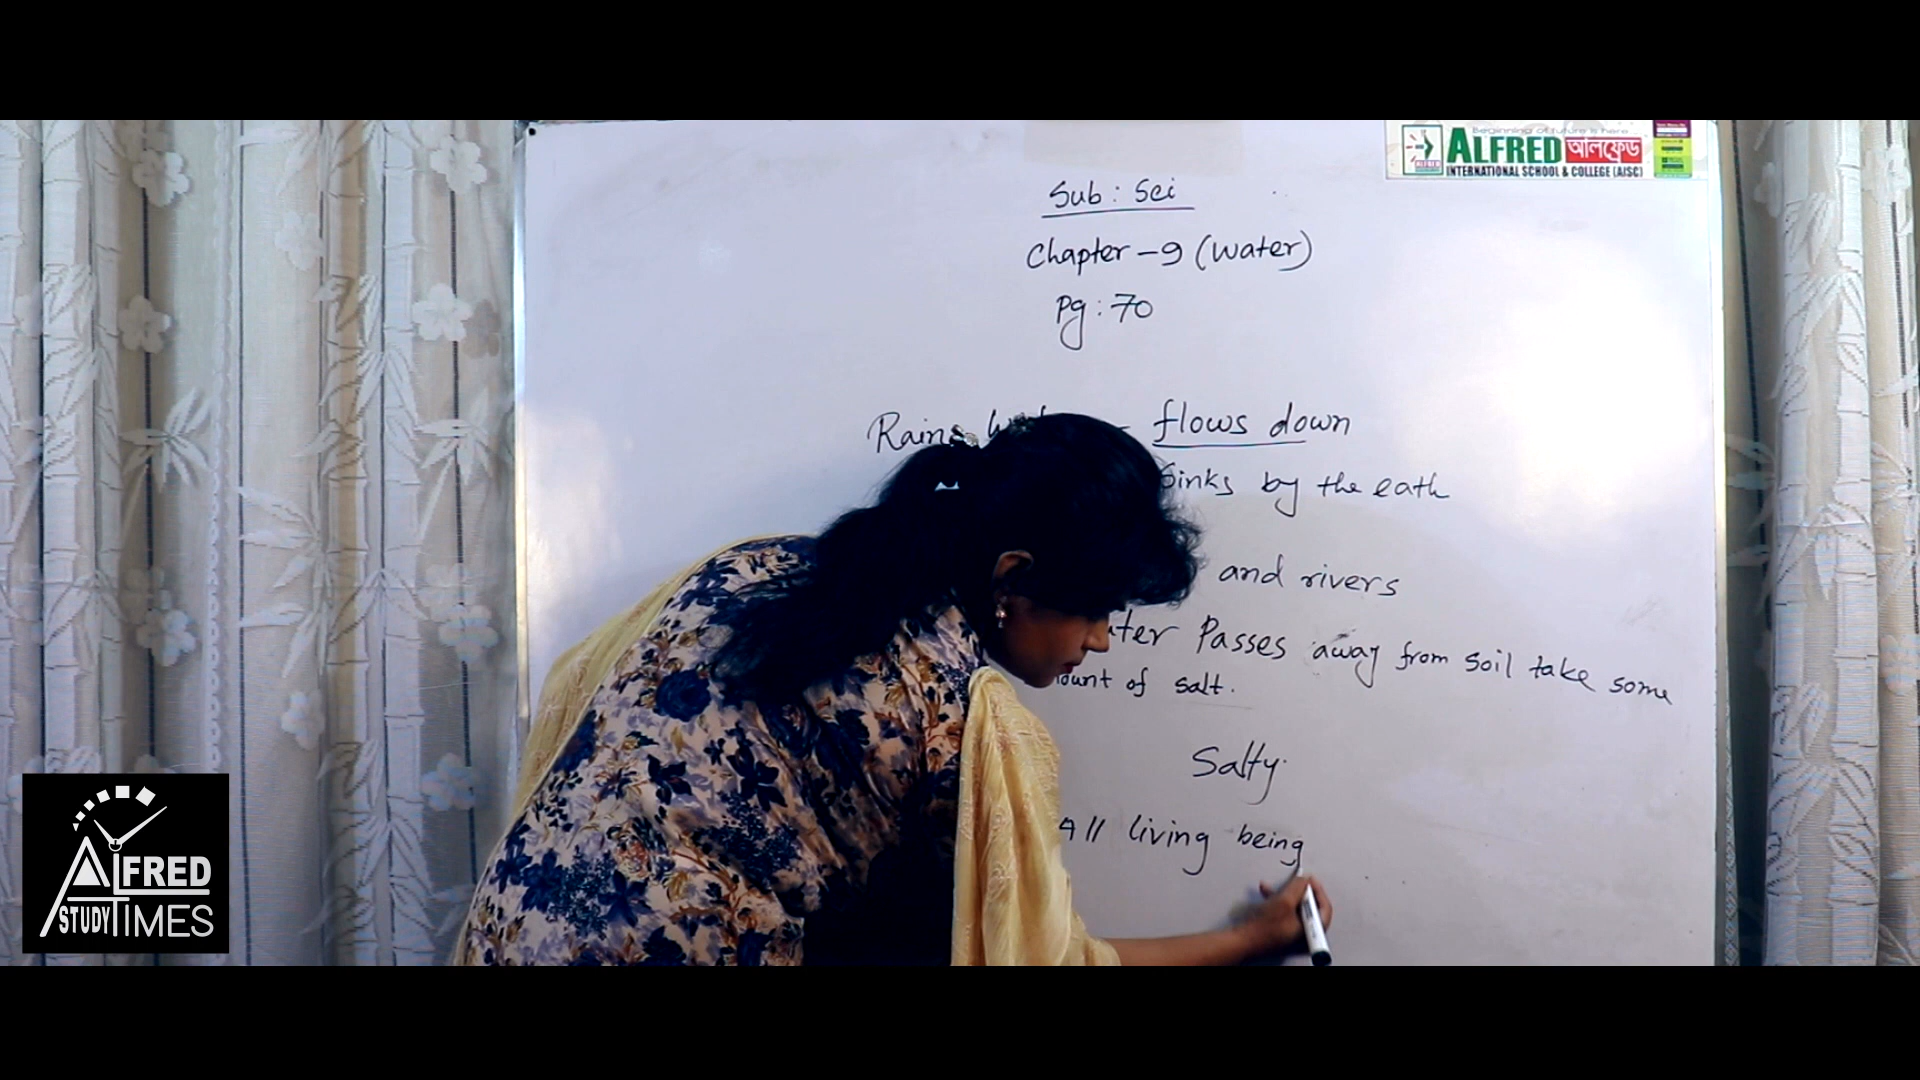 Beginning of future is here
ALFRED আলফ্রেড
INTERNATIONAL SCHOOL & COLLEGE (AISC)
Sub : Sci
Chapter - 9 (Water)
Pg : 70
Rain - flows down
Sinks by the eath
and rivers
Passes away from soil take some
of salt.
Salty.
All living being
ALFRED
STUDY TIMES